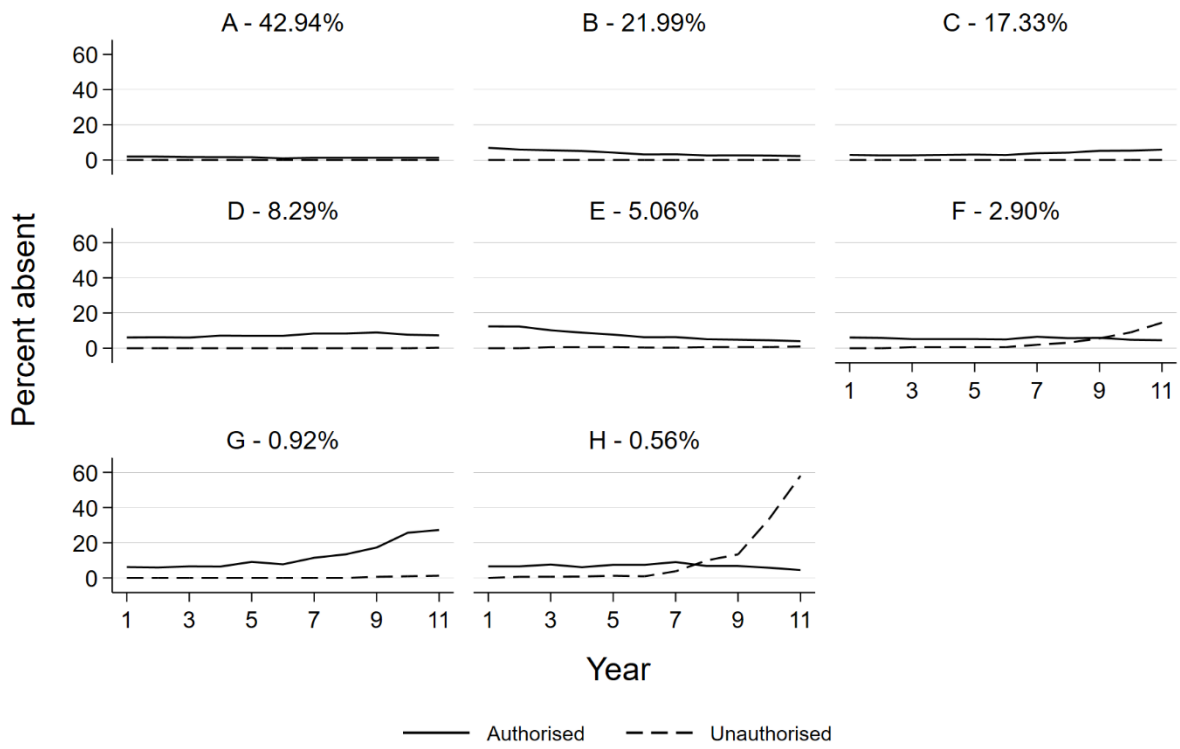 A - 42.94% B - 21.99% C - 17.33%
60
40
20
0
D - 8.29% E - 5.06% F - 2.90%
60
40
20
0
1 3 5 7 9 11
G - 0.92% H - 0.56%
60
40
20
0
1 3 5 7 9 11 1 3 5 7 9 11
Percent absent
Year
Authorised Unauthorised